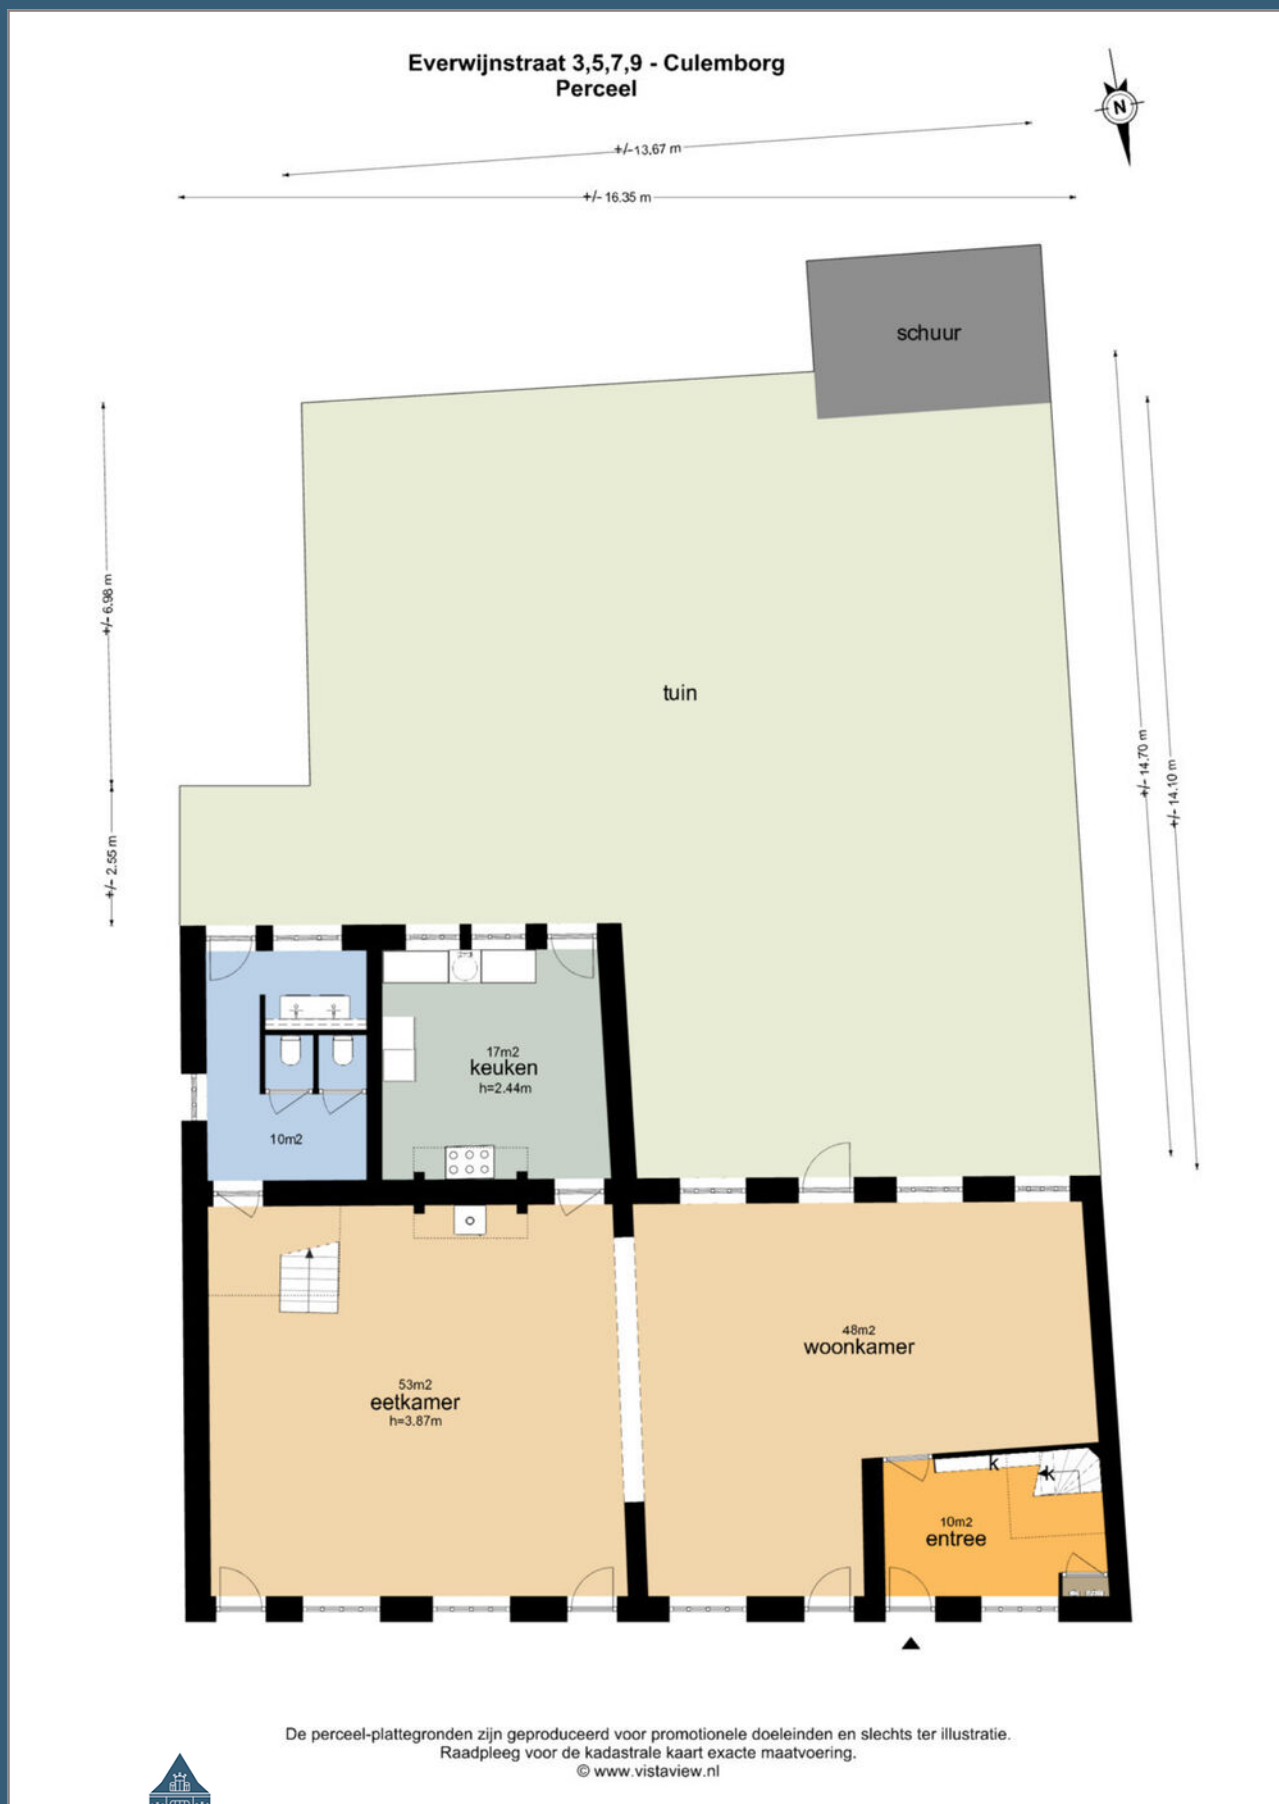 Everwijnstraat 3,5,7,9 - Culemborg
Perceel
N
+/-13.67 m
+/- 16.35 m
schuur
+/- 6.98 m
tuin
+/- 14.70 m
+/- 14.10 m
+/- 2.55 m
17m2
keuken
h=2.44m
10m2
48m2
woonkamer
53m2
eetkamer
h=3.87m
k
k
10m2
entree
De perceel-plattegronden zijn geproduceerd voor promotionele doeleinden en slechts ter illustratie.
Raadpleeg voor de kadastrale kaart exacte maatvoering.
© www.vistaview.nl